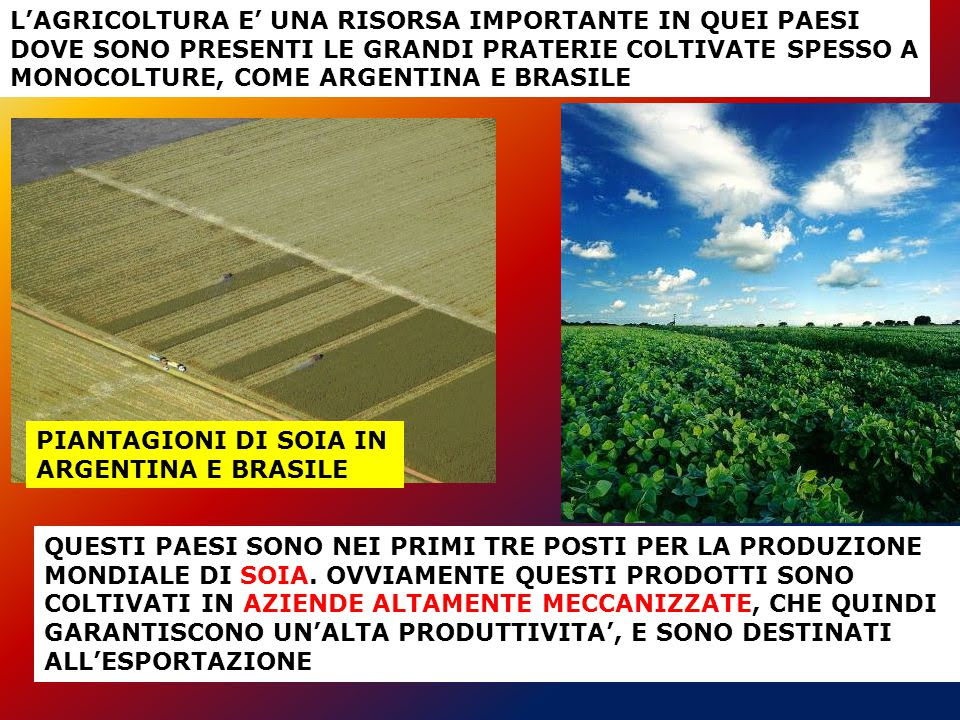 L’AGRICOLTURA E’ UNA RISORSA IMPORTANTE IN QUEI PAESI
DOVE SONO PRESENTI LE GRANDI PRATERIE COLTIVATE SPESSO A
MONOCOLTURE, COME ARGENTINA E BRASILE
PIANTAGIONI DI SOIA IN
ARGENTINA E BRASILE
QUESTI PAESI SONO NEI PRIMI TRE POSTI PER LA PRODUZIONE
MONDIALE DI SOIA. OVVIAMENTE QUESTI PRODOTTI SONO
COLTIVATI IN AZIENDE ALTAMENTE MECCANIZZATE, CHE QUINDI
GARANTISCONO UN’ALTA PRODUTTIVITA’, E SONO DESTINATI
ALL’ESPORTAZIONE